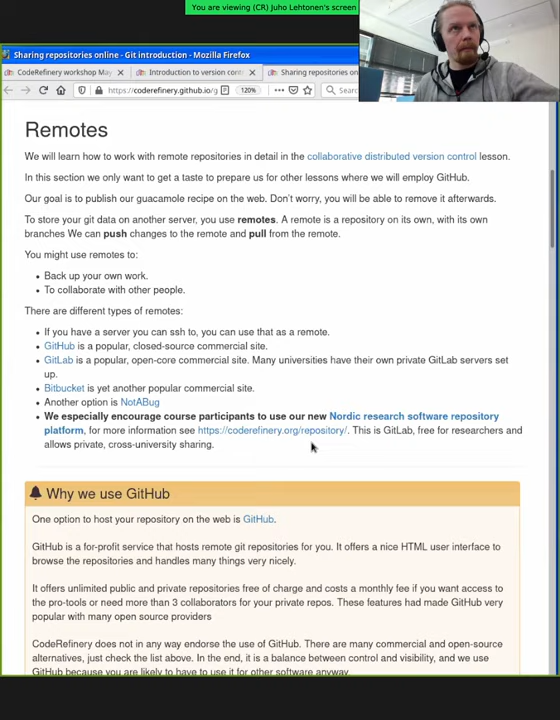 You are viewing (CR) Juho Lehtonen's screen
Sharing repositories online - Git introduction - Mozilla Firefox
CodeRefinery workshop May
Introduction to version cont
Sharing repositories on
https://coderefinery.github.io/g
120%
Sear
Remotes
We will learn how to work with remote repositories in detail in the collaborative distributed version control lesson.
In this section we only want to get a taste to prepare us for other lessons where we will employ GitHub.
Our goal is to publish our guacamole recipe on the web. Don't worry, you will be able to remove it afterwards.
To store your git data on another server, you use remotes. A remote is a repository on its own, with its own
branches We can push changes to the remote and pull from the remote.
You might use remotes to:
Back up your own work.
To collaborate with other people.
There are different types of remotes:
If you have a server you can ssh to, you can use that as a remote.
GitHub is a popular, closed-source commercial site.
GitLab is a popular, open-core commercial site. Many universities have their own private GitLab servers set
up.
Bitbucket is yet another popular commercial site.
Another option is NotABug
We especially encourage course participants to use our new Nordic research software repository
platform, for more information see https://coderefinery.org/repository/. This is GitLab, free for researchers and
allows private, cross-university sharing.
Why we use GitHub
One option to host your repository on the web is GitHub.
GitHub is a for-profit service that hosts remote git repositories for you. It offers a nice HTML user interface to
browse the repositories and handles many things very nicely.
It offers unlimited public and private repositories free of charge and costs a monthly fee if you want access to
the pro-tools or need more than 3 collaborators for your private repos. These features had made GitHub very
popular with many open source providers
CodeRefinery does not in any way endorse the use of GitHub. There are many commercial and open-source
alternatives, just check the list above. In the end, it is a balance between control and visibility, and we use
GitHub because you are likely to have to use it for other software anyway.